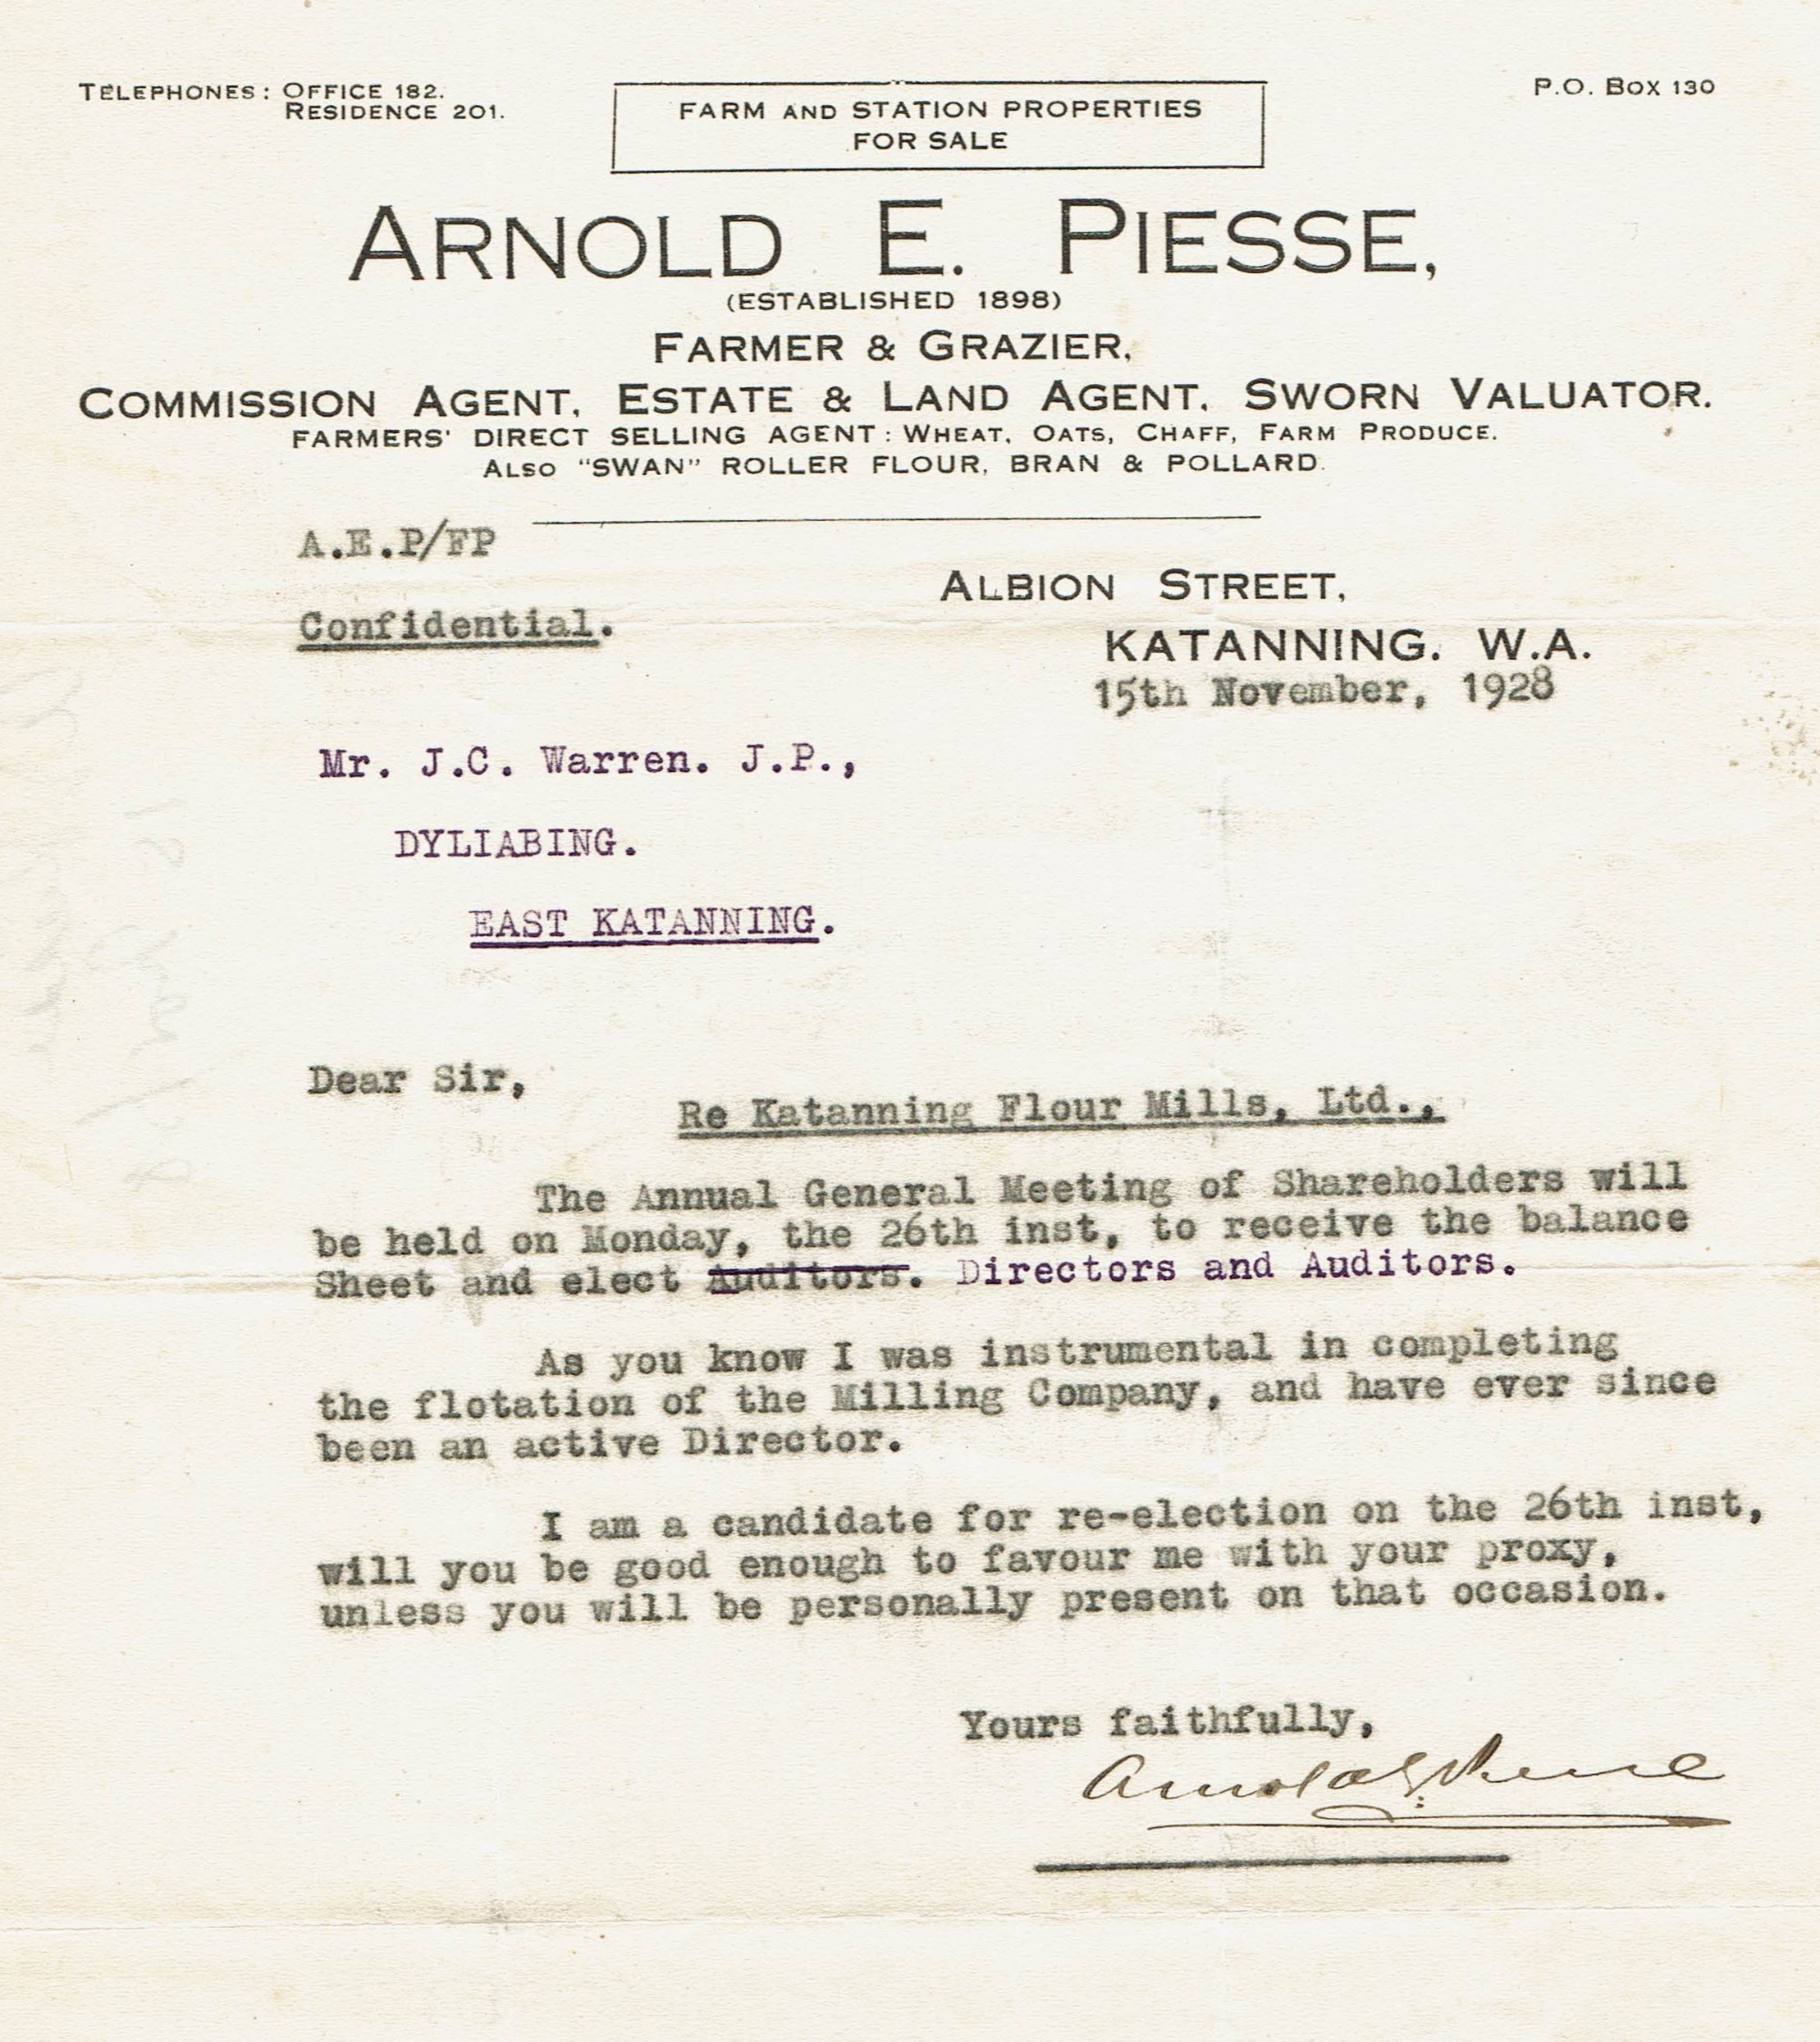 TELEPHONES: OFFICE 182.
RESIDENCE 201.
P.O. BOX 130
FARM AND STATION PROPERTIES
FOR SALE
ARNOLD E. PIESSE,
(ESTABLISHED 1898)
FARMER & GRAZIER,
COMMISSION AGENT, ESTATE & LAND AGENT. SWORN VALUATOR.
FARMERS' DIRECT SELLING AGENT: WHEAT, OATS, CHAFF, FARM PRODUCE.
ALSO "SWAN" ROLLER FLOUR, BRAN & POLLARD.
A.E.P/FP
ALBION STREET,
Confidential.
KATANNING. W.A.
15th November, 1928
Mr. J.C. Warren. J.P.,
DYLIABING.
EAST KATANNING.
Dear Sir,
Re Katanning Flour Mills, Ltd.,
The Annual General Meeting of Shareholders will
be held on Monday, the 26th inst, to receive the balance
Sheet and elect Auditors. Directors and Auditors.
As you know I was instrumental in completing
the flotation of the Milling Company, and have ever since
been an active Director.
I am a candidate for re-election on the 26th inst,
will you be good enough to favour me with your proxy,
unless you will be personally present on that occasion.
Yours faithfully,
Arnold E. Piesse